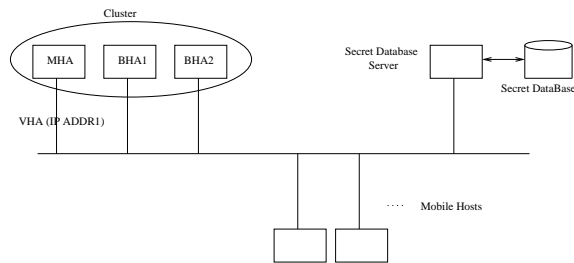 Cluster
MHA
BHA1
BHA2
VHA (IP ADDR1)
Secret Database
Server
Secret DataBase
.... Mobile Hosts